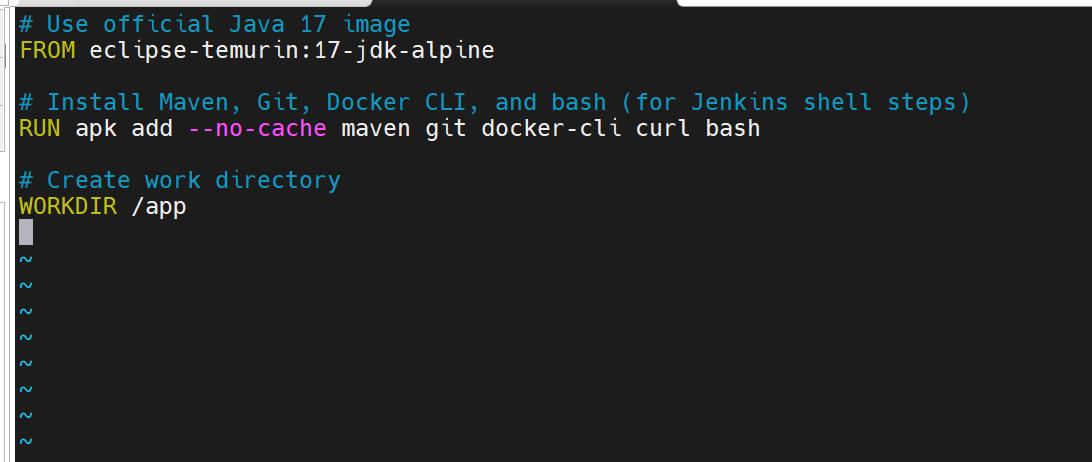 # Use official Java 17 image
FROM eclipse-temurin:17-jdk-alpine
# Install Maven, Git, Docker CLI, and bash (for Jenkins shell steps)
RUN apk add --no-cache maven git docker-cli curl bash
# Create work directory
WORKDIR /app
~
~
~
~
~
~
~
~